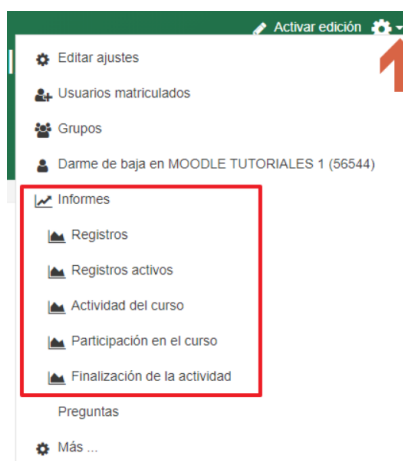 Activar edición
Editar ajustes
Usuarios matriculados
Grupos
Darme de baja en MOODLE TUTORIALES 1 (56544)
Informes
Registros
Registros activos
Actividad del curso
Participación en el curso
Finalización de la actividad
Preguntas
Más ...